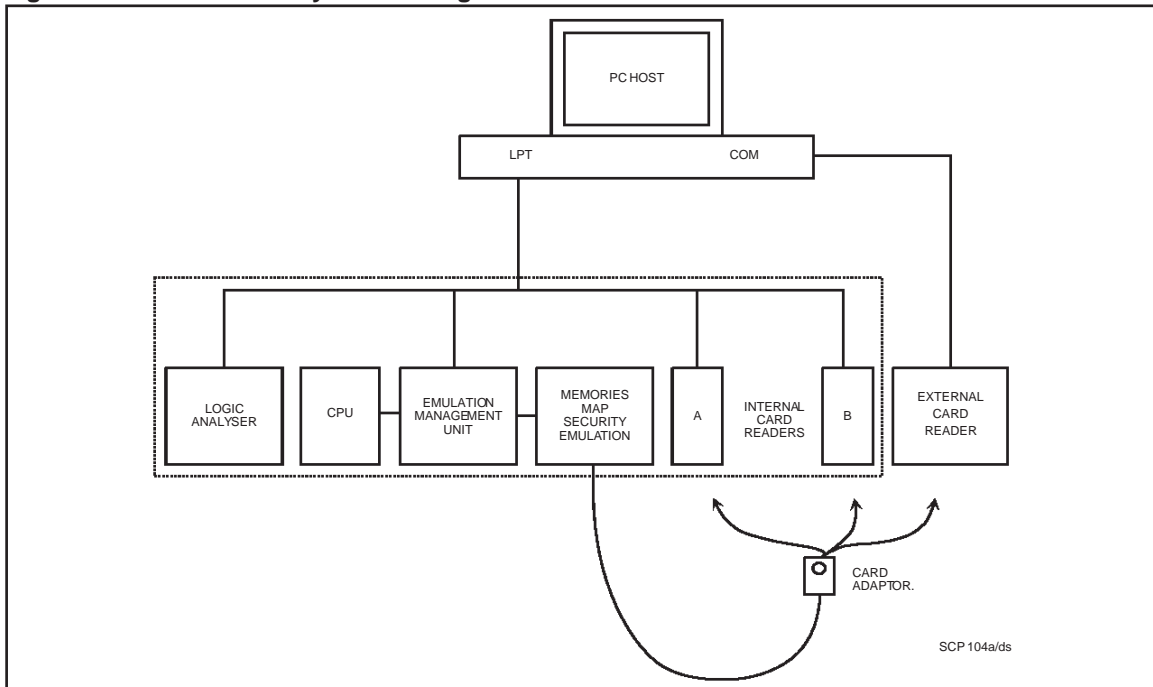 PC HOST
LPT
COM
LOGIC
ANALYSER
CPU
EMULATION
MANAGEMENT
UNIT
MEMORIES
MAP
SECURITY
EMULATION
A
INTERNAL
CARD
READERS
B
EXTERNAL
CARD
READER
CARD
ADAPTOR.
SCP 104a/ds